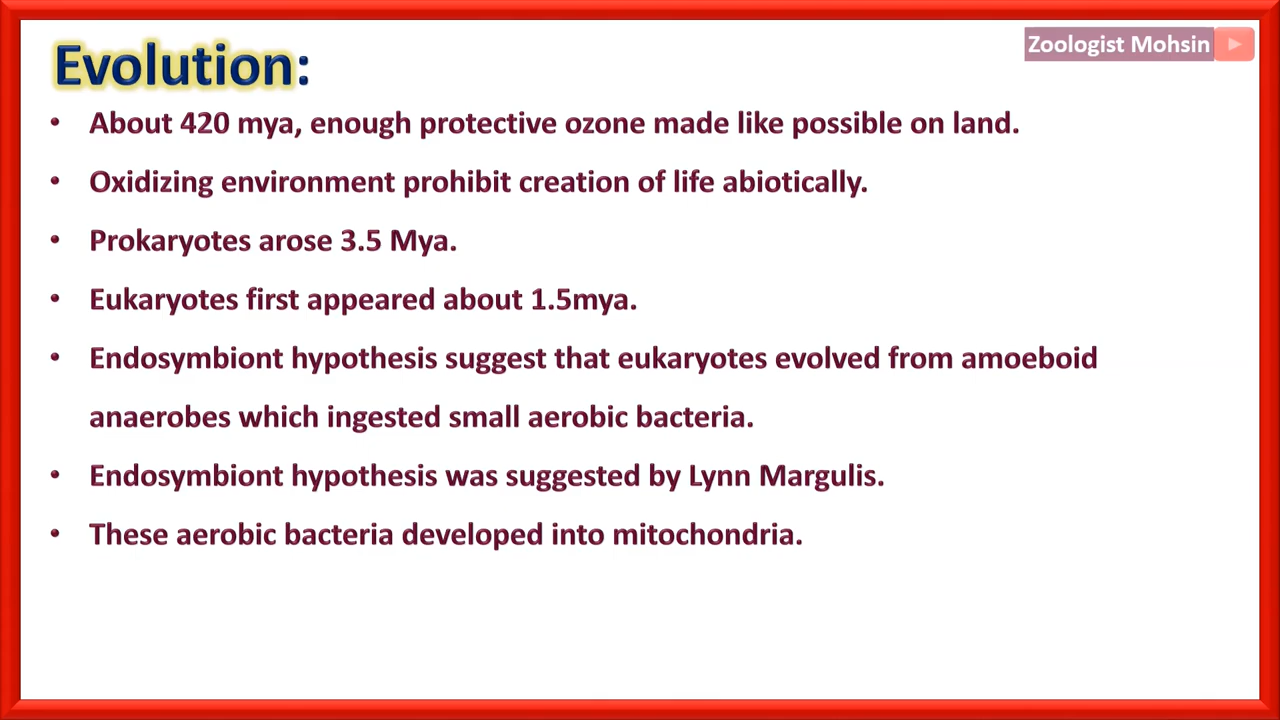 Evolution:
Zoologist Mohsin
• About 420 mya, enough protective ozone made like possible on land.
• Oxidizing environment prohibit creation of life abiotically.
• Prokaryotes arose 3.5 Mya.
• Eukaryotes first appeared about 1.5mya.
• Endosymbiont hypothesis suggest that eukaryotes evolved from amoeboid
anaerobes which ingested small aerobic bacteria.
• Endosymbiont hypothesis was suggested by Lynn Margulis.
• These aerobic bacteria developed into mitochondria.